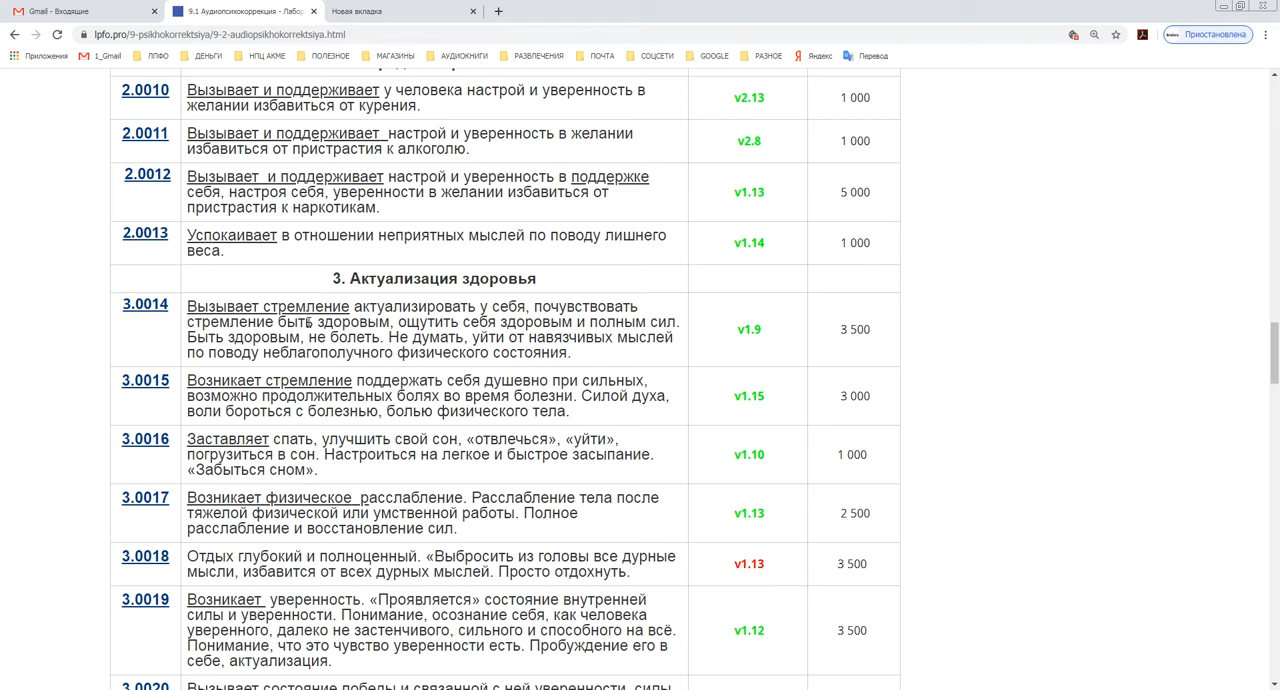 Gmail - Входящие
9.1 Аудиопсихокоррекция - Лабор
Новая вкладка
lpfo.pro/9-psikhokorrektsiya/9-2-audiopsikhokorrektsiya.html
Приостановлена
Приложения 1_Gmail ЛПФО ДЕНЬГИ НПЦ АКМЕ ПОЛЕЗНОЕ МАГАЗИНЫ АУДИОКНИГИ РАЗВЛЕЧЕНИЯ ПОЧТА СОЦСЕТИ GOOGLE РАЗНОЕ Яндекс Перевод
2.0010 Вызывает и поддерживает у человека настрой и уверенность в
желании избавиться от курения.
v2.13 1 000
2.0011 Вызывает и поддерживает настрой и уверенность в желании
избавиться от пристрастия к алкоголю.
v2.8 1 000
2.0012 Вызывает и поддерживает настрой и уверенность в поддержке
себя, настроя себя, уверенности в желании избавиться от
пристрастия к наркотикам.
v1.13 5 000
2.0013 Успокаивает в отношении неприятных мыслей по поводу лишнего
веса.
v1.14 1 000
3. Актуализация здоровья
3.0014 Вызывает стремление актуализировать у себя, почувствовать
стремление быть здоровым, ощутить себя здоровым и полным сил.
Быть здоровым, не болеть. Не думать, уйти от навязчивых мыслей
по поводу неблагополучного физического состояния.
v1.9 3 500
3.0015 Возникает стремление поддержать себя душевно при сильных,
возможно продолжительных болях во время болезни. Силой духа,
воли бороться с болезнью, болью физического тела.
v1.15 3 000
3.0016 Заставляет спать, улучшить свой сон, «отвлечься», «уйти»,
погрузиться в сон. Настроиться на легкое и быстрое засыпание.
«Забыться сном».
v1.10 1 000
3.0017 Возникает физическое расслабление. Расслабление тела после
тяжелой физической или умственной работы. Полное
расслабление и восстановление сил.
v1.13 2 500
3.0018 Отдых глубокий и полноценный. «Выбросить из головы все дурные
мысли, избавится от всех дурных мыслей. Просто отдохнуть.
v1.13 3 500
3.0019 Возникает уверенность. «Проявляется» состояние внутренней
силы и уверенности. Понимание, осознание себя, как человека
уверенного, далеко не застенчивого, сильного и способного на всё.
Понимание, что это чувство уверенности есть. Пробуждение его в
себе, актуализация.
v1.12 3 500
3.0020 Вызывает состояние победы и связанной с ней уверенности, силы